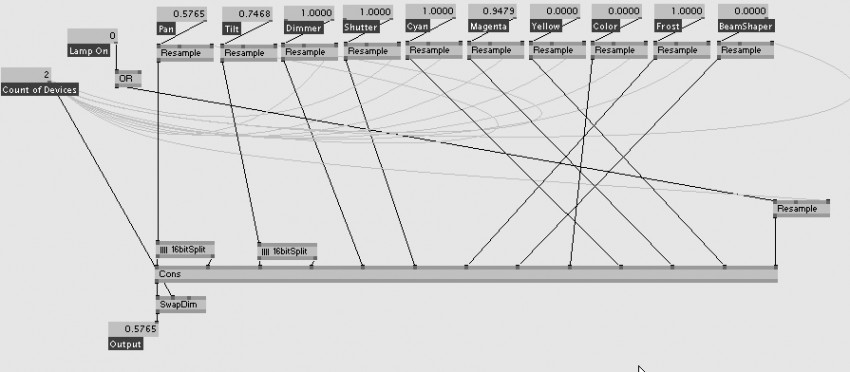 0.5765 0.7468 1.0000 1.0000 1.0000 0.9479 0.0000 0.0000 1.0000 0.0000
Pan Tilt Dimmer Shutter Cyan Magenta Yellow Color Frost BeamShaper
0
Lamp On
Resample Resample Resample Resample Resample Resample Resample Resample Resample Resample
2
Count of Devices
OR
Resample
16bitSplit 16bitSplit
Cons
SwapDim
0.5765
Output